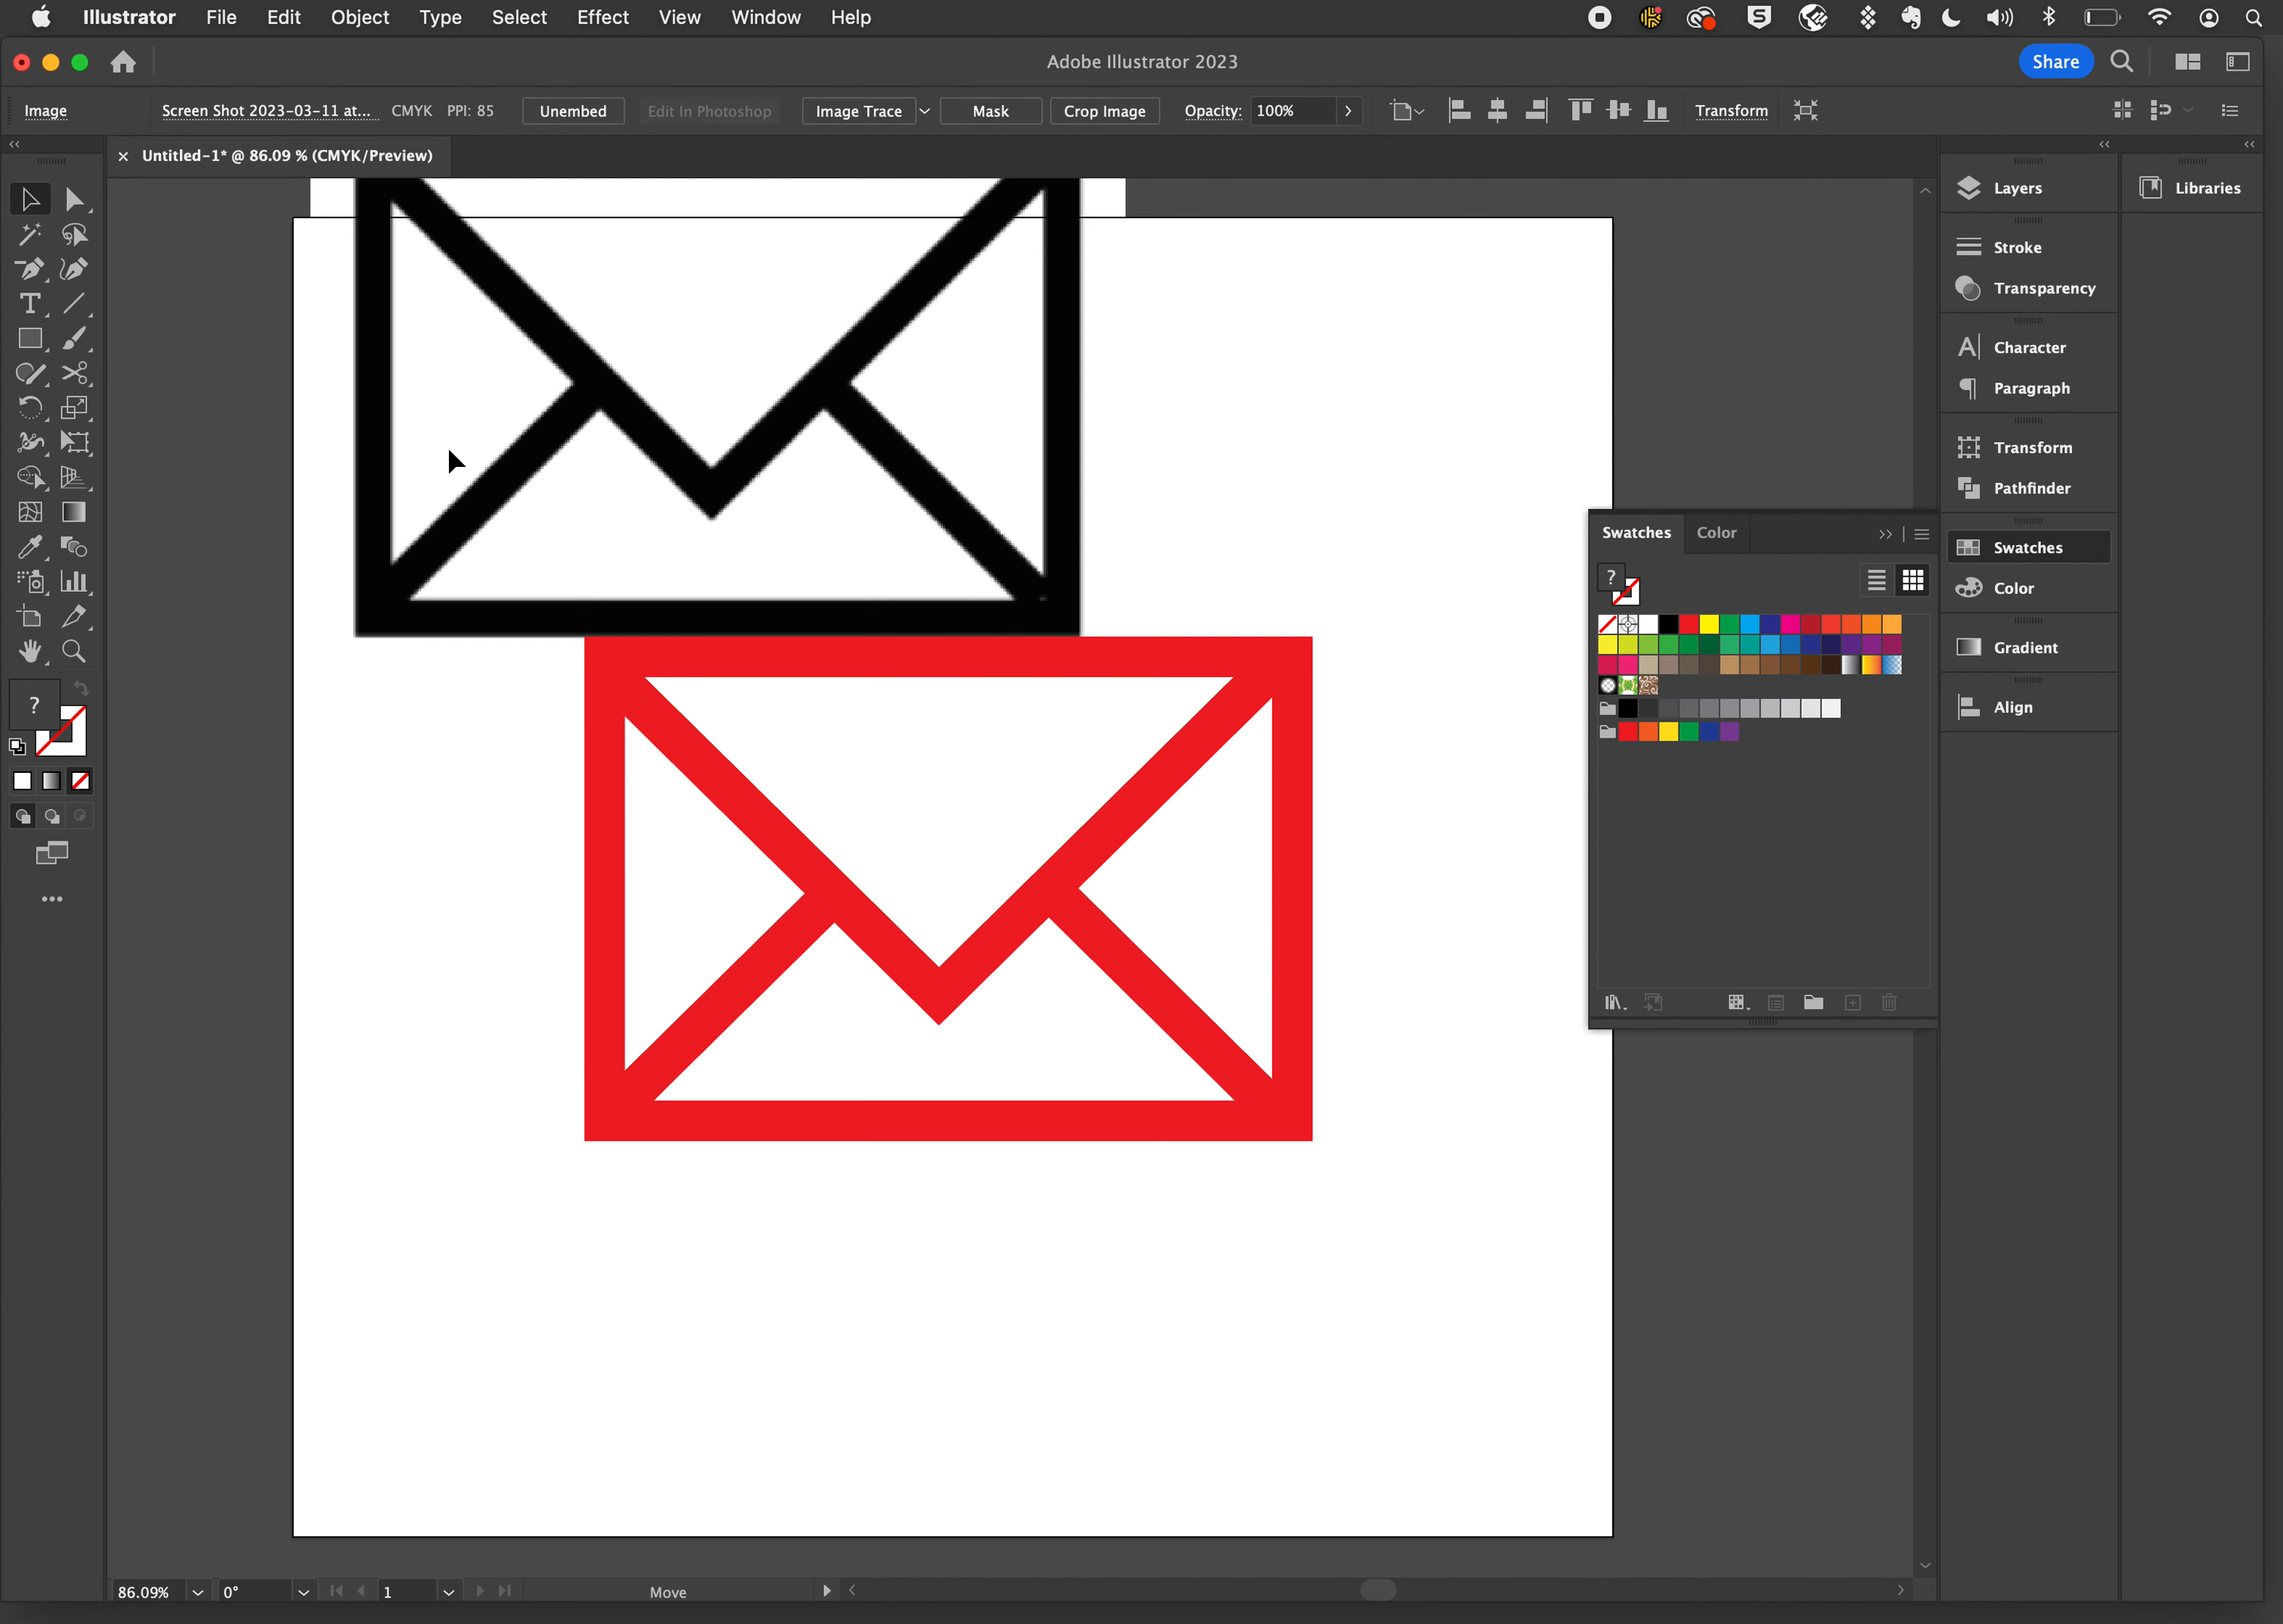 Illustrator File Edit Object Type Select Effect View Window Help
Adobe Illustrator 2023
Share
Image Screen Shot 2023-03-11 at... CMYK PPI: 85 Unembed Edit In Photoshop Image Trace Mask Crop Image Opacity: 100% Transform
Untitled-1* @ 86.09 % (CMYK/Preview)
Layers
Libraries
Stroke
Transparency
Character
Paragraph
Transform
Pathfinder
Swatches Color
Swatches
?
Color
Gradient
?
Align
86.09% 0° 1 Move